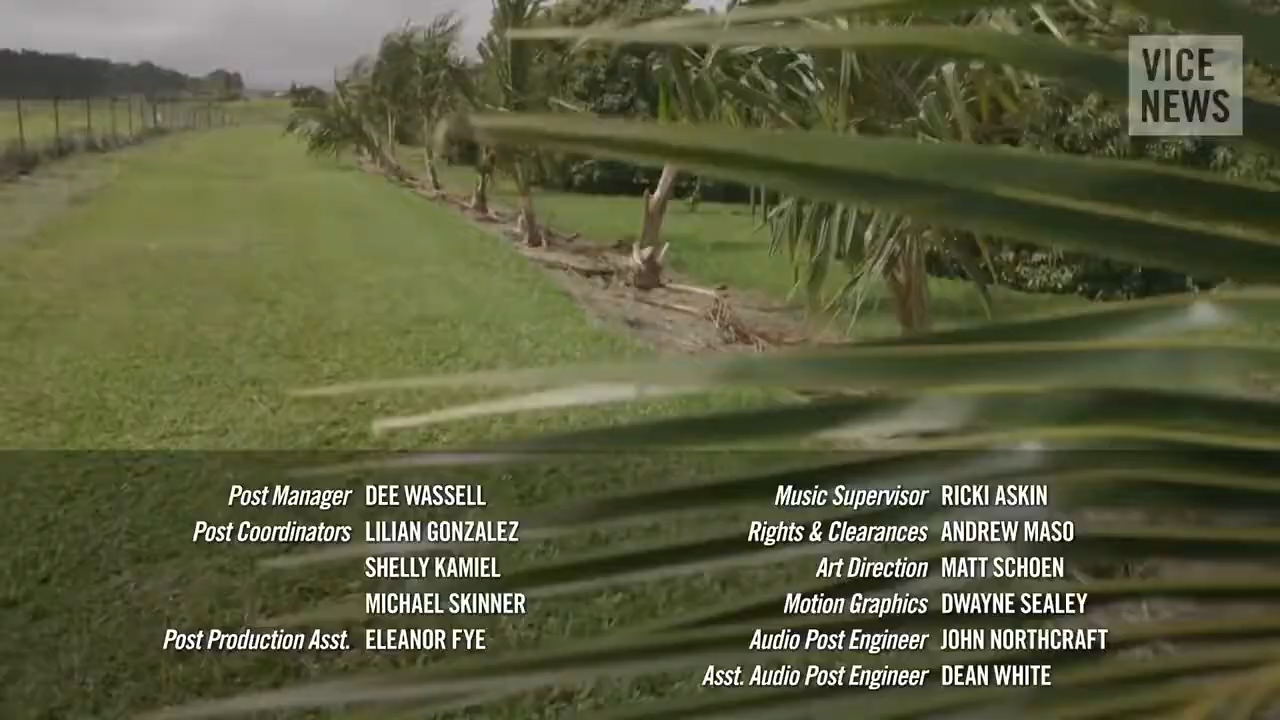 VICE
NEWS
Post Manager DEE WASSELL
Post Coordinators LILIAN GONZALEZ
SHELLY KAMIEL
MICHAEL SKINNER
Post Production Asst. ELEANOR FYE
Music Supervisor RICKI ASKIN
Rights & Clearances ANDREW MASO
Art Direction MATT SCHOEN
Motion Graphics DWAYNE SEALEY
Audio Post Engineer JOHN NORTHCRAFT
Asst. Audio Post Engineer DEAN WHITE